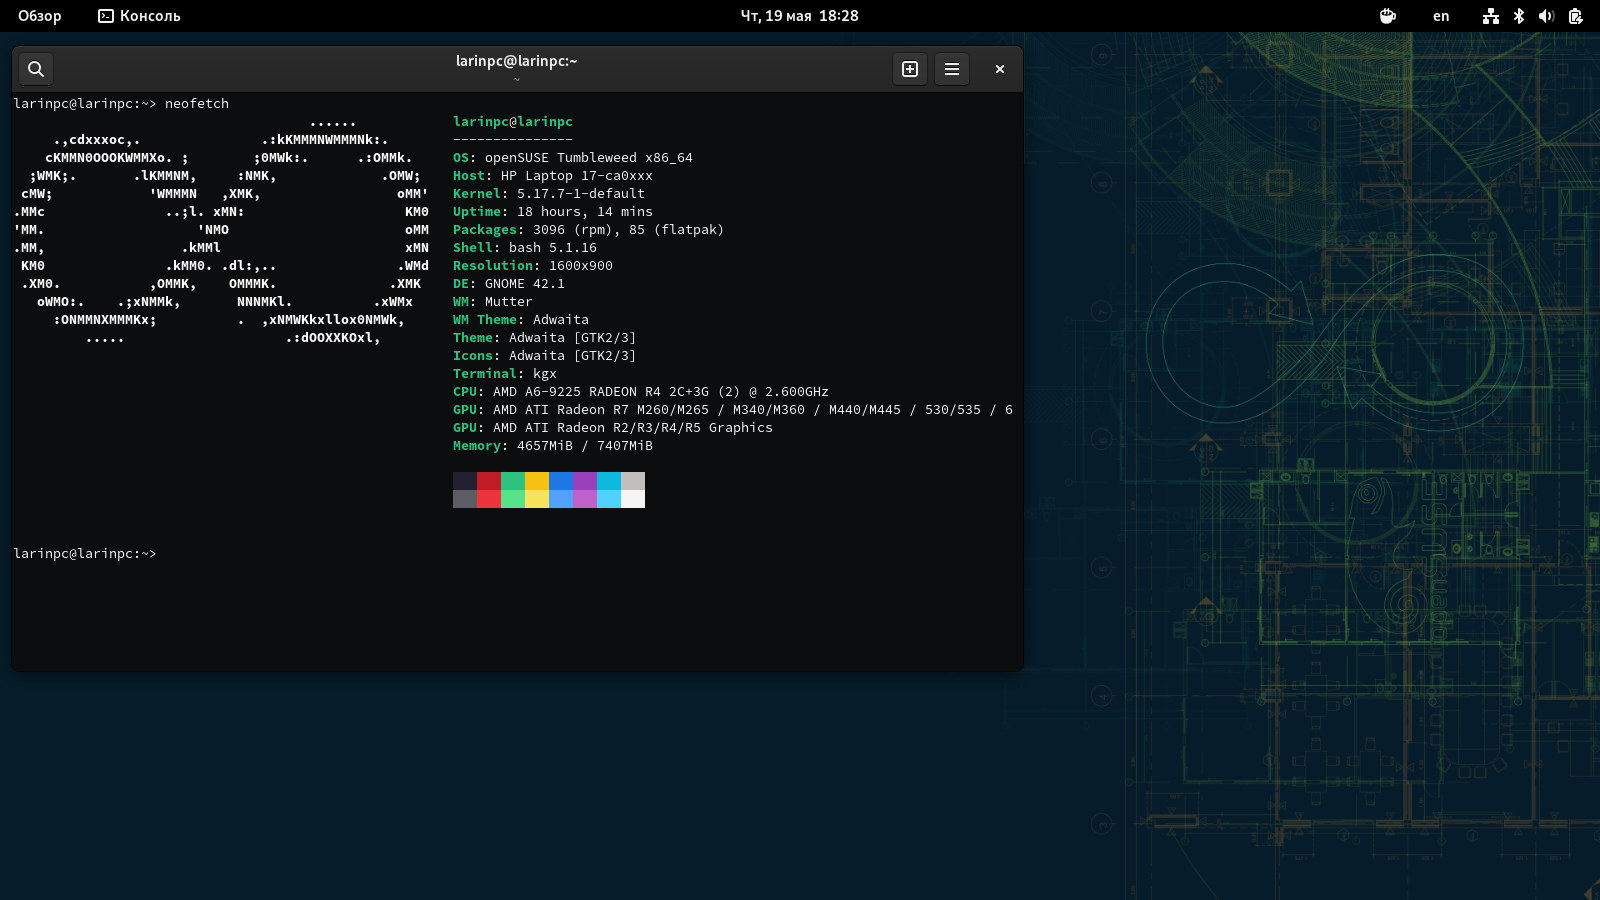 Обзор Консоль Чт, 19 мая 18:28 en
larinpc@larinpc:~
~
larinpc@larinpc:~> neofetch
...... larinpc@larinpc
.,cdxxxoc,. .:kKMMMNWMMMNk:. ---------------
cKMMN0OOOKWMMXo. ; ;0MWk:. .:OMMk. OS: openSUSE Tumbleweed x86_64
;WMK;. .lKMMNM, :NMK, .OMW; Host: HP Laptop 17-ca0xxx
cMW; 'WMMMN ,XMK, oMM' Kernel: 5.17.7-1-default
.MMc ..;l. xMN: KM0 Uptime: 18 hours, 14 mins
'MM. 'NMO oMM Packages: 3096 (rpm), 85 (flatpak)
.MM, .kMMl xMN Shell: bash 5.1.16
KM0 .kMM0. .dl:,.. .WMd Resolution: 1600x900
.XM0. ,OMMK, OMMMK. .XMK DE: GNOME 42.1
oWMO:. .;xNMMk, NNNMKl. .xWMx WM: Mutter
:ONMMNXMMMKx; . ,xNMWKkxllox0NMWk, WM Theme: Adwaita
..... .:dOOXXKOxl, Theme: Adwaita [GTK2/3]
Icons: Adwaita [GTK2/3]
Terminal: kgx
CPU: AMD A6-9225 RADEON R4 2C+3G (2) @ 2.600GHz
GPU: AMD ATI Radeon R7 M260/M265 / M340/M360 / M440/M445 / 530/535 / 6
GPU: AMD ATI Radeon R2/R3/R4/R5 Graphics
Memory: 4657MiB / 7407MiB
larinpc@larinpc:~>
openSUSE